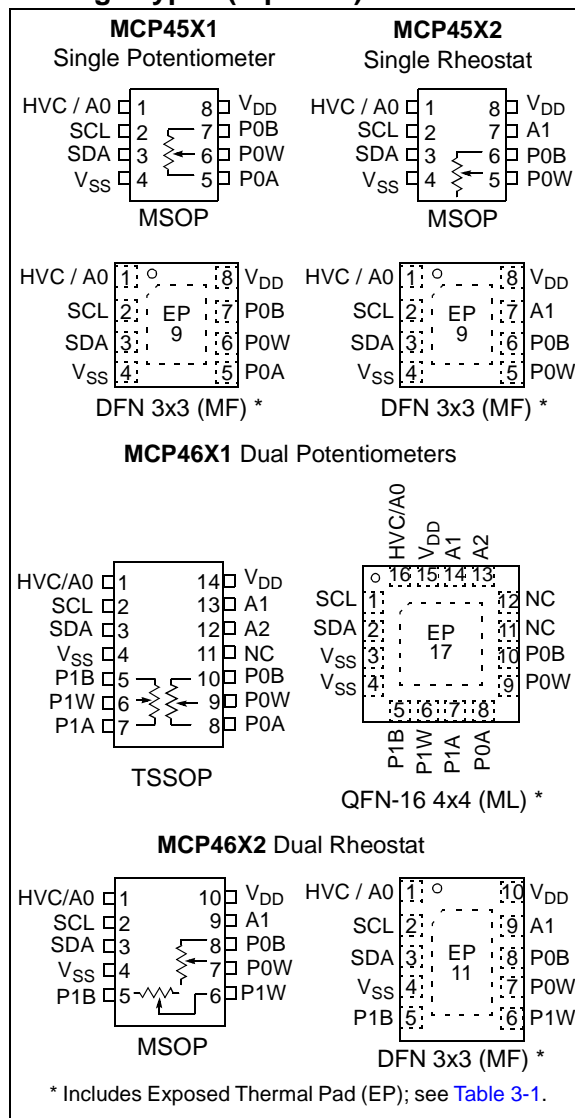 MCP45X1
Single Potentiometer
HVC / A0 1 8 VDD
SCL 2 7 P0B
SDA 3 6 P0W
VSS 4 5 P0A
MSOP
MCP45X2
Single Rheostat
HVC / A0 1 8 VDD
SCL 2 7 A1
SDA 3 6 P0B
VSS 4 5 P0W
MSOP
HVC / A0 1 8 VDD
SCL 2 EP 7 P0B
SDA 3 9 6 P0W
VSS 4 5 P0A
DFN 3x3 (MF) *
HVC / A0 1 8 VDD
SCL 2 EP 7 A1
SDA 3 9 6 P0B
VSS 4 5 P0W
DFN 3x3 (MF) *
MCP46X1 Dual Potentiometers
HVC/A0 1 14 VDD
SCL 2 13 A1
SDA 3 12 A2
VSS 4 11 NC
P1B 5 10 P0B
P1W 6 9 P0W
P1A 7 8 P0A
TSSOP
HVC/A0 VDD A1 A2
16 15 14 13
SCL 1 12 NC
SDA 2 EP 11 NC
VSS 3 17 10 P0B
VSS 4 9 P0W
5 6 7 8
P1B P1W P1A P0A
QFN-16 4x4 (ML) *
MCP46X2 Dual Rheostat
HVC/A0 1 10 VDD
SCL 2 9 A1
SDA 3 8 P0B
VSS 4 7 P0W
P1B 5 6 P1W
MSOP
HVC / A0 1 10 VDD
SCL 2 9 A1
SDA 3 EP 8 P0B
VSS 4 11 7 P0W
P1B 5 6 P1W
DFN 3x3 (MF) *
* Includes Exposed Thermal Pad (EP); see Table 3-1.